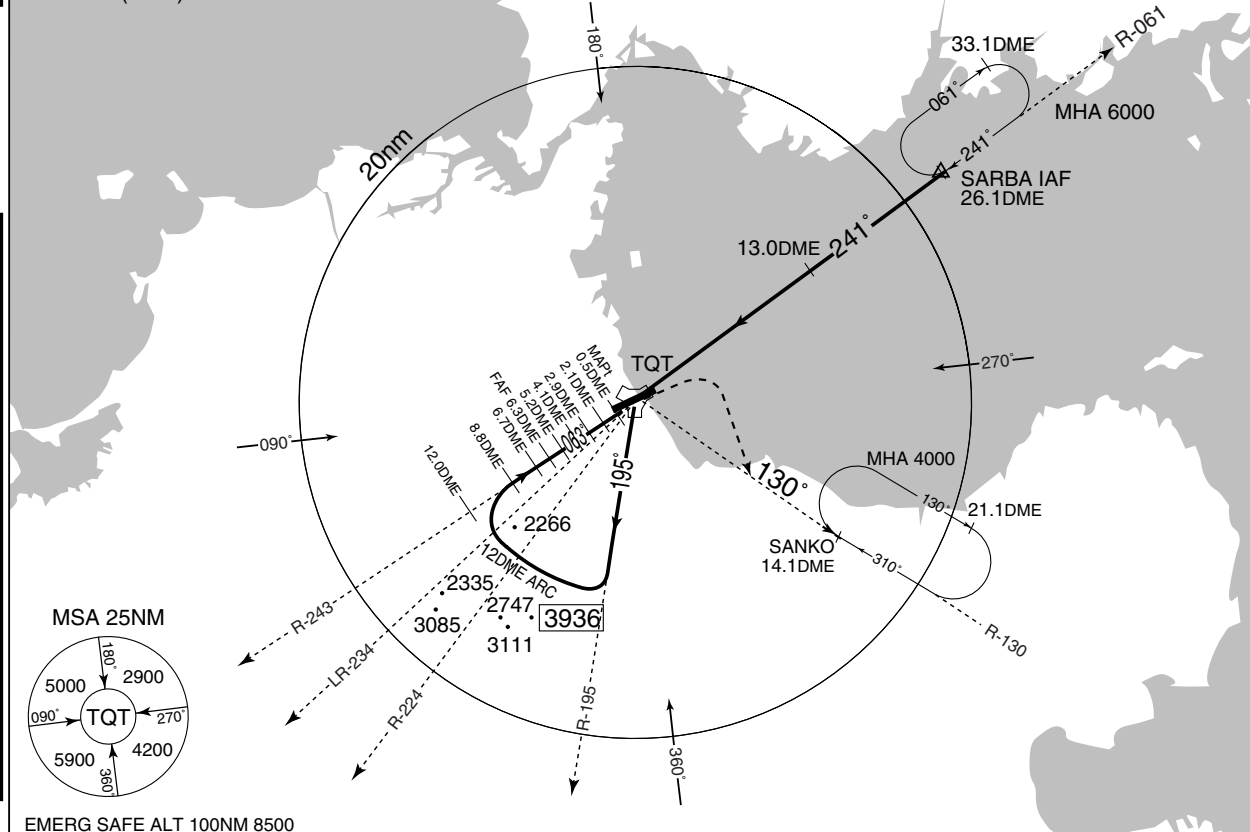 180°
33.1DME
R-061
061°
MHA 6000
241°
20nm
SARBA IAF
26.1DME
241°
13.0DME
TQT
270°
MAPt
0.5DME
2.1DME
2.9DME
4.1DME
5.2DME
FAF 6.3DME
6.7DME
8.8DME
12.0DME
063°
090°
195°
130°
MHA 4000
130°
21.1DME
2266
SANKO
14.1DME
310°
12DME ARC
2335
3085
2747
3936
3111
R-243
LR-234
R-224
R-195
R-130
360°
MSA 25NM
180°
5000
2900
090°
TQT
270°
5900
4200
360°
EMERG SAFE ALT 100NM 8500